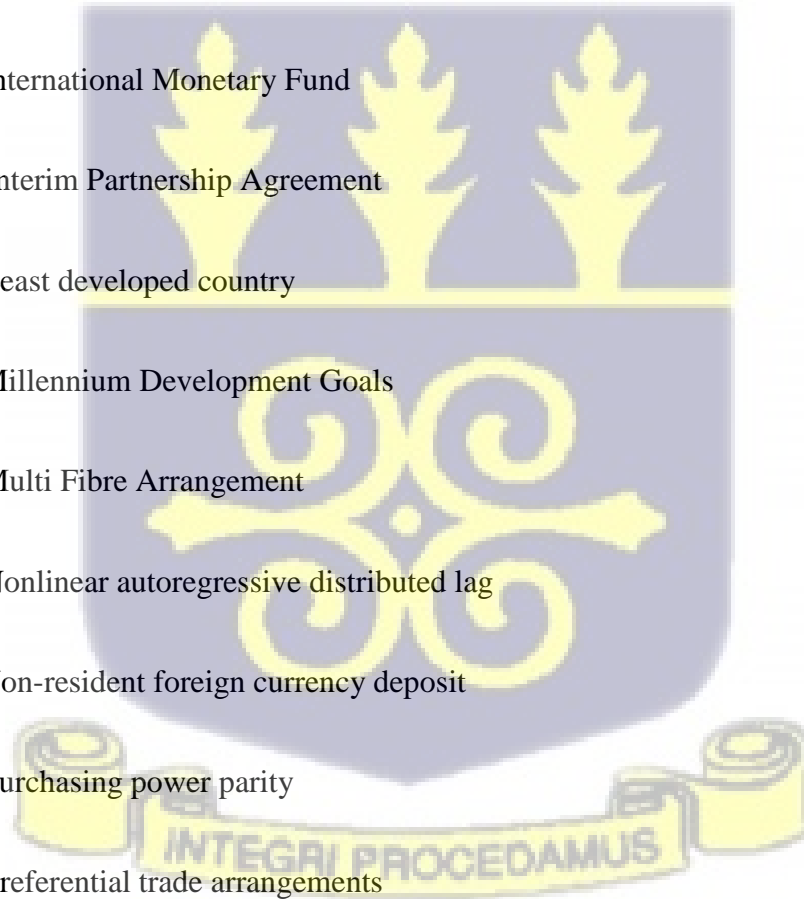 nternational Monetary Fund
nterim Partnership Agreement
east developed country
Millennium Development Goals
Multi Fibre Arrangement
Nonlinear autoregressive distributed lag
Non-resident foreign currency deposit
urchasing power parity
INTEGRI PROCEDAMUS
referential trade arrangements